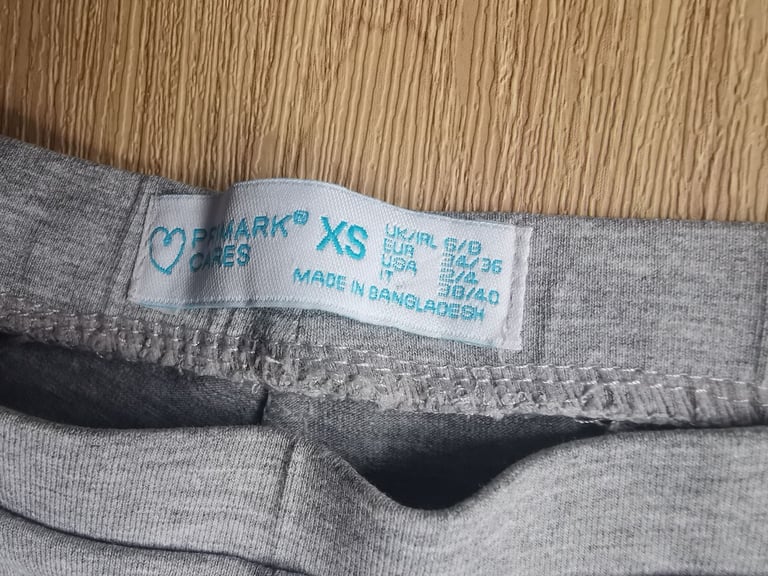 PRIMARK®
CARES
XS
UK/IRL 6/8
EUR 34/36
USA 2/4
IT 38/40
MADE IN BANGLADESH